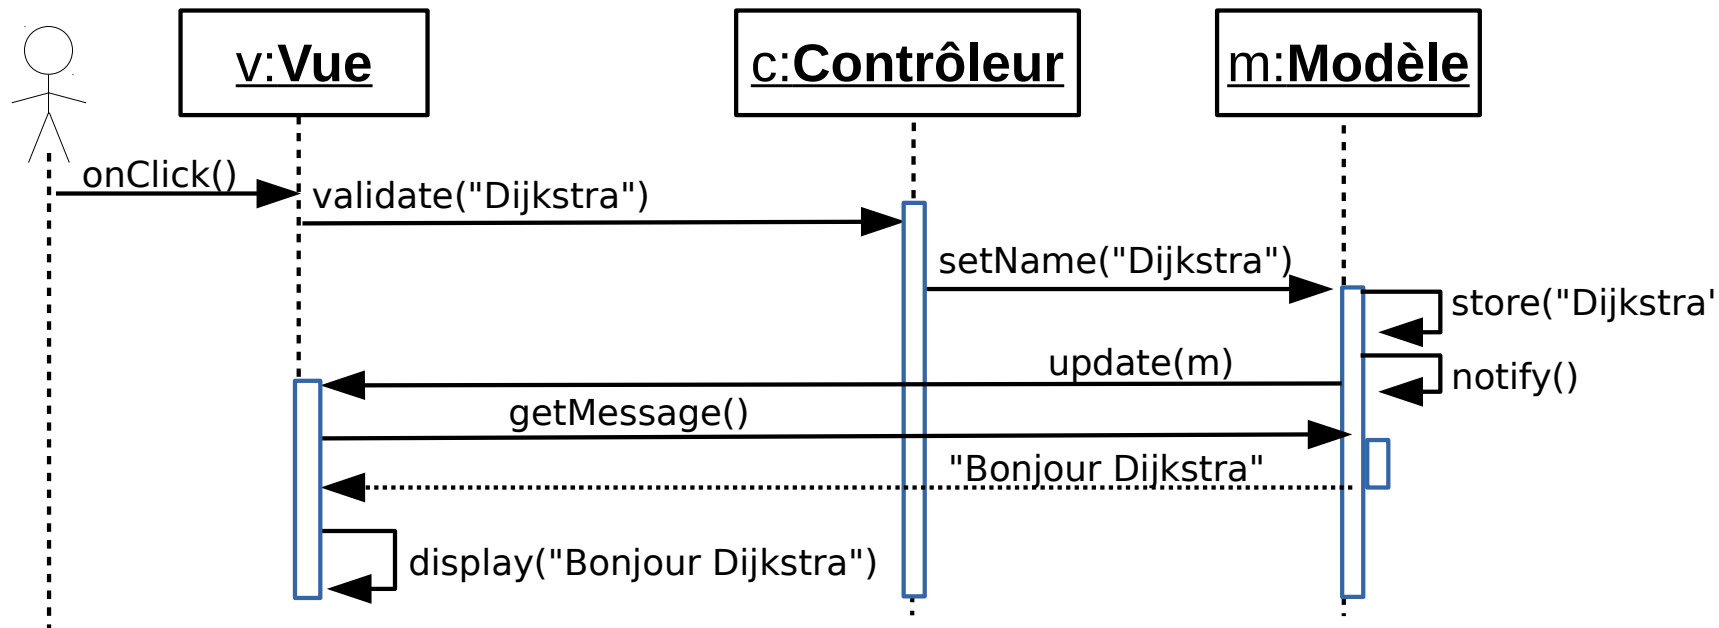 v:Vue
c:Contrôleur
m:Modèle
onClick()
validate("Dijkstra")
setName("Dijkstra")
store("Dijkstra'
update(m)
notify()
getMessage()
"Bonjour Dijkstra"
display("Bonjour Dijkstra")